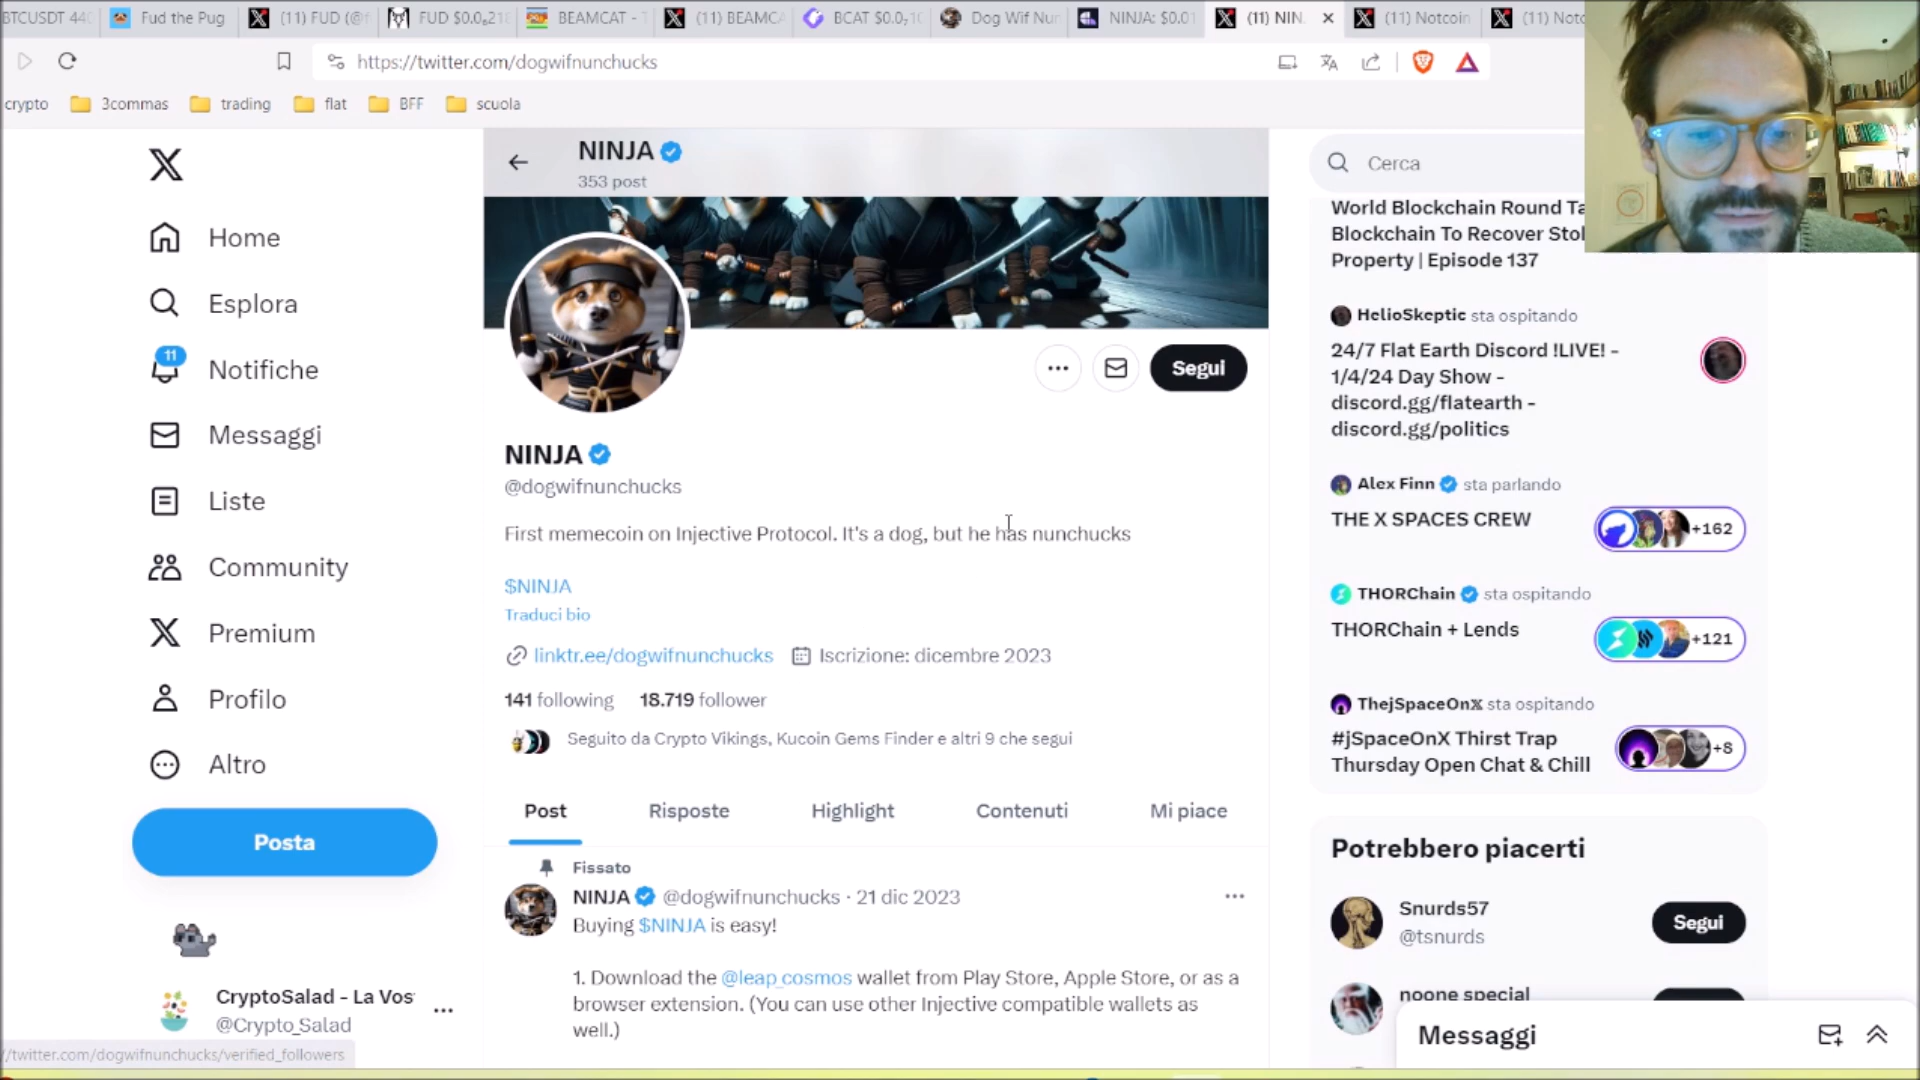 BTCUSDT 440
Fud the Pug
(11) FUD (@f
FUD $0.0₆218
BEAMCAT - T
(11) BEAMCA
BCAT $0.0₇10
Dog Wif Nun
NINJA: $0.01
(11) NIN
(11) Notcoin
(11) Noto
https://twitter.com/dogwifnunchucks
crypto
3commas
trading
flat
BFF
scuola
Home
Esplora
11
Notifiche
Messaggi
Liste
Community
Premium
Profilo
Altro
Posta
CryptoSalad - La Vos
@Crypto_Salad
//twitter.com/dogwifnunchucks/verified_followers
NINJA
353 post
Segui
NINJA
@dogwifnunchucks
First memecoin on Injective Protocol. It's a dog, but he has nunchucks
$NINJA
Traduci bio
linktr.ee/dogwifnunchucks Iscrizione: dicembre 2023
141 following 18.719 follower
Seguito da Crypto Vikings, Kucoin Gems Finder e altri 9 che segui
Post Risposte Highlight Contenuti Mi piace
Fissato
NINJA @dogwifnunchucks · 21 dic 2023
Buying $NINJA is easy!
1. Download the @leap_cosmos wallet from Play Store, Apple Store, or as a
browser extension. (You can use other Injective compatible wallets as
well.)
Cerca
World Blockchain Round Ta
Blockchain To Recover Stol
Property | Episode 137
HelioSkeptic sta ospitando
24/7 Flat Earth Discord !LIVE! -
1/4/24 Day Show -
discord.gg/flatearth -
discord.gg/politics
Alex Finn sta parlando
THE X SPACES CREW
+162
THORChain sta ospitando
THORChain + Lends
+121
ThejSpaceOnX sta ospitando
#jSpaceOnX Thirst Trap
Thursday Open Chat & Chill
+8
Potrebbero piacerti
Snurds57
@tsnurds
Segui
noone special
Messaggi